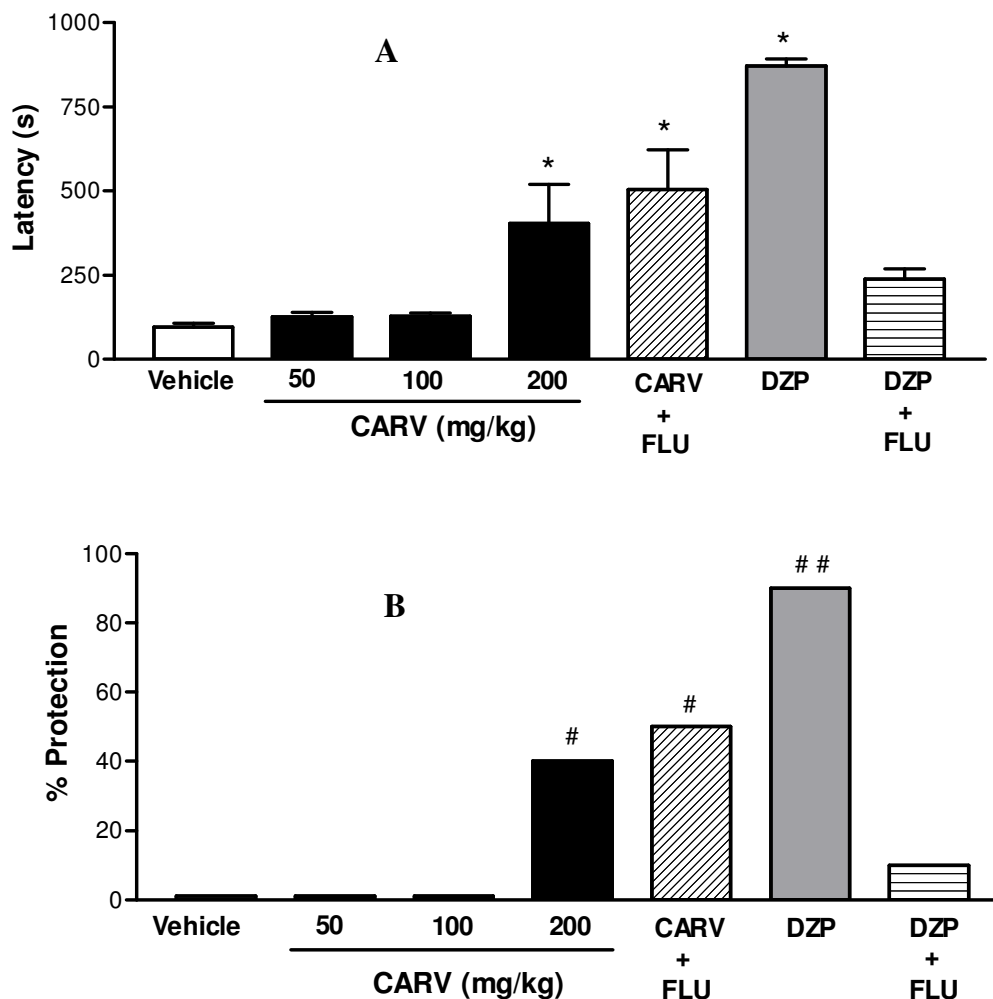 A
Latency (s)
1000
750
500
250
0
*
*
*
Vehicle 50 100 200 CARV + FLU DZP DZP + FLU
CARV (mg/kg)
B
% Protection
100
80
60
40
20
0
#
#
# #
Vehicle 50 100 200 CARV + FLU DZP DZP + FLU
CARV (mg/kg)